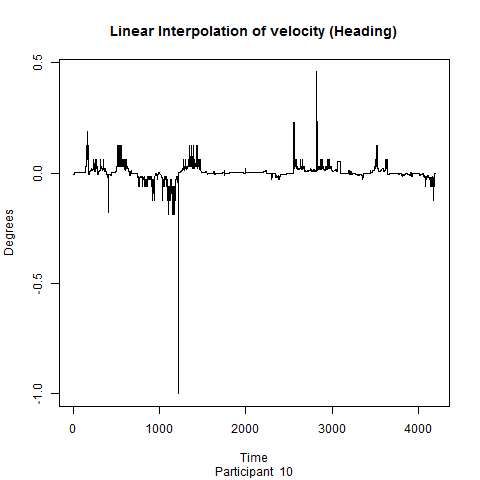 Linear Interpolation of velocity (Heading)
0.5
0.0
-0.5
-1.0
Degrees
0 1000 2000 3000 4000
Time
Participant 10